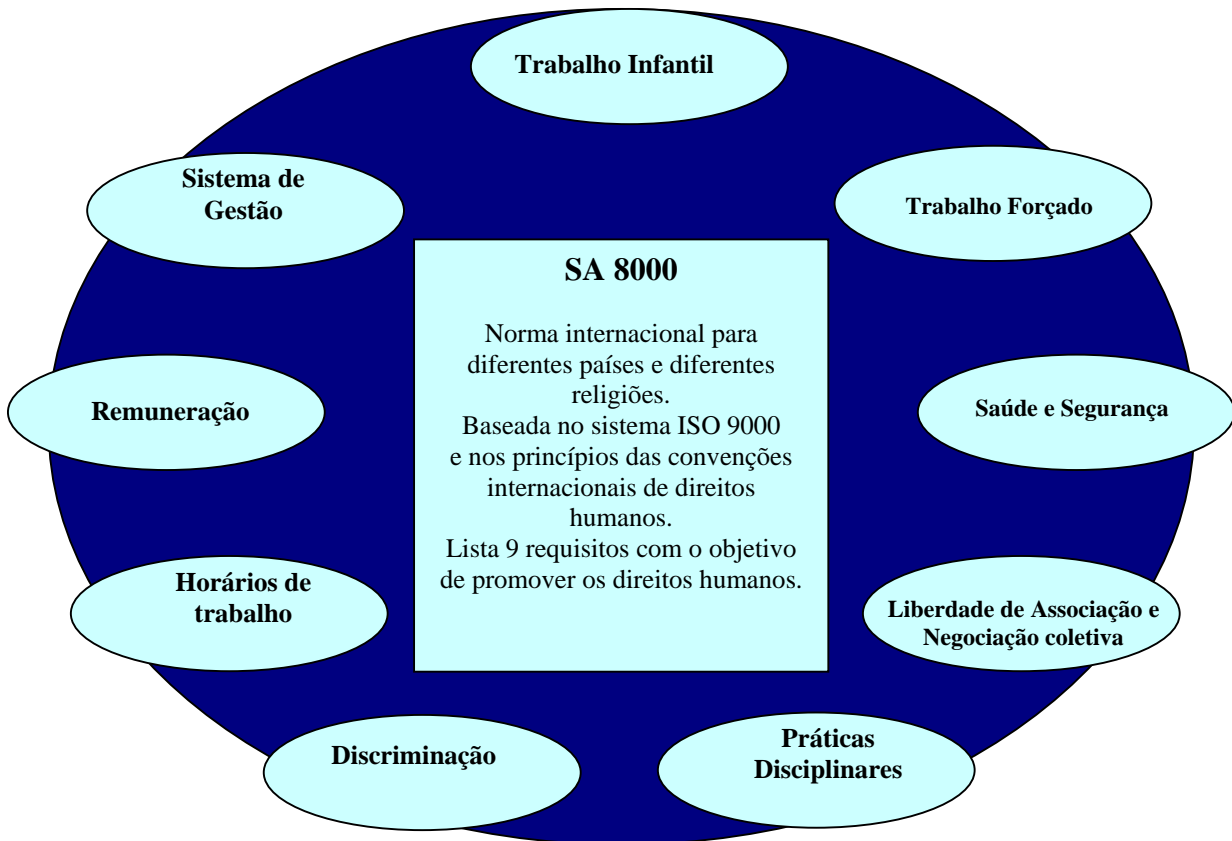 Trabalho Infantil
Sistema de
Gestão
Trabalho Forçado
SA 8000
Norma internacional para
diferentes países e diferentes
religiões.
Baseada no sistema ISO 9000
e nos princípios das convenções
internacionais de direitos
humanos.
Lista 9 requisitos com o objetivo
de promover os direitos humanos.
Remuneração
Saúde e Segurança
Horários de
trabalho
Liberdade de Associação e
Negociação coletiva
Discriminação
Práticas
Disciplinares